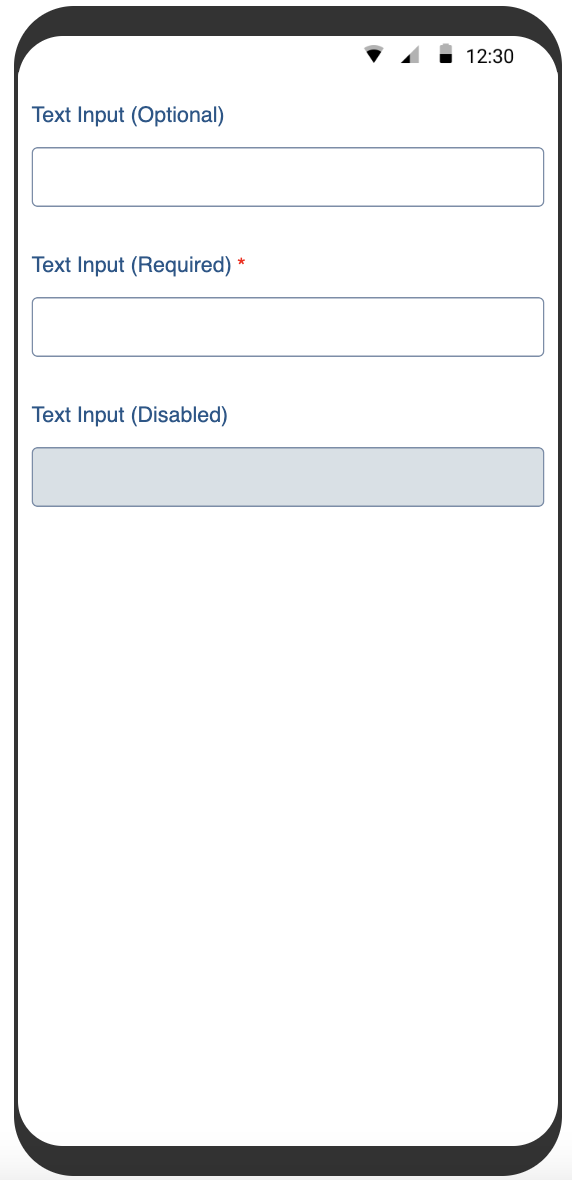 12:30
Text Input (Optional)
Text Input (Required) *
Text Input (Disabled)